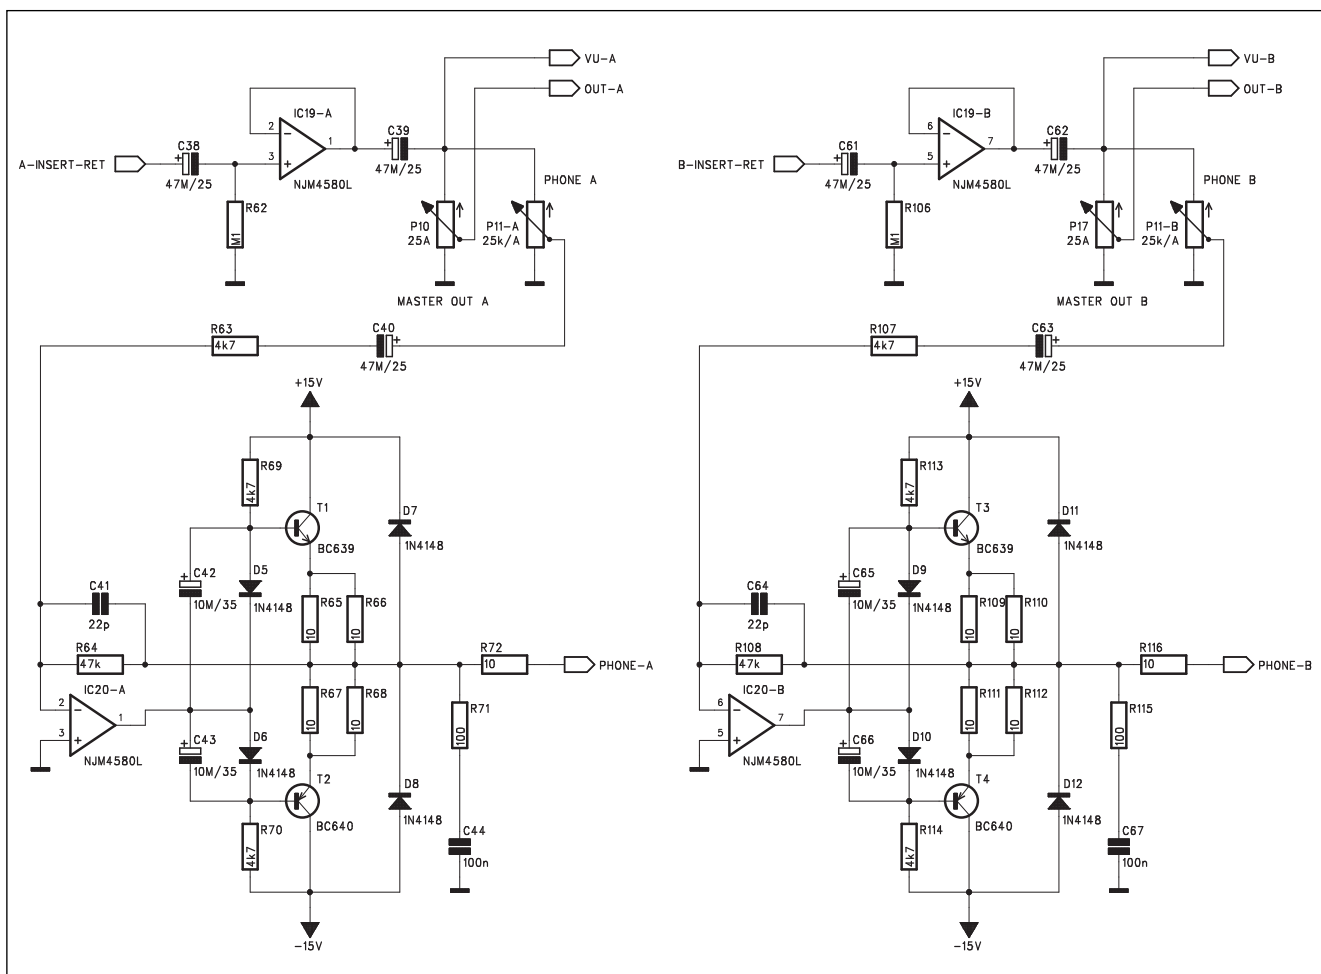 VU-A
OUT-A
IC19-A
2
3
1
C38
47M/25
C39
47M/25
A-INSERT-RET
NJM4580L
R62
M1
PHONE A
P10
25A
P11-A
25k/A
MASTER OUT A
R63
4k7
C40
47M/25
+15V
R69
4k7
T1
BC639
D7
1N4148
C42
10M/35
D5
1N4148
C41
22p
R65
10
R66
10
R64
47k
R72
10
PHONE-A
IC20-A
2
3
1
NJM4580L
R67
10
R68
10
R71
100
C43
10M/35
D6
1N4148
T2
BC640
D8
1N4148
R70
4k7
C44
100n
-15V
VU-B
OUT-B
IC19-B
6
5
7
C61
47M/25
C62
47M/25
B-INSERT-RET
NJM4580L
R106
M1
PHONE B
P17
25A
P11-B
25k/A
MASTER OUT B
R107
4k7
C63
47M/25
+15V
R113
4k7
T3
BC639
D11
1N4148
C65
10M/35
D9
1N4148
C64
22p
R109
10
R110
10
R108
47k
R116
10
PHONE-B
IC20-B
6
5
7
NJM4580L
R111
10
R112
10
R115
100
C66
10M/35
D10
1N4148
T4
BC640
D12
1N4148
R114
4k7
C67
100n
-15V